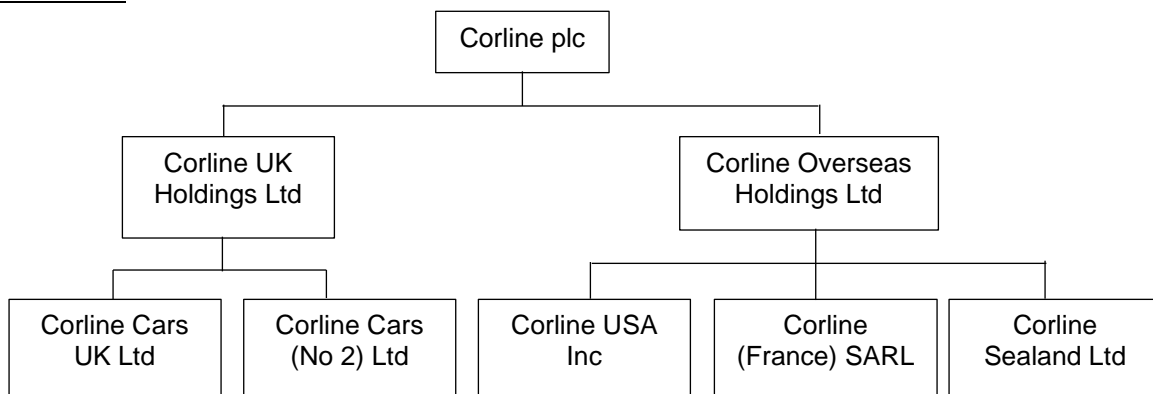 Corline plc
Corline UK
Holdings Ltd
Corline Overseas
Holdings Ltd
Corline Cars
UK Ltd
Corline Cars
(No 2) Ltd
Corline USA
Inc
Corline
(France) SARL
Corline
Sealand Ltd